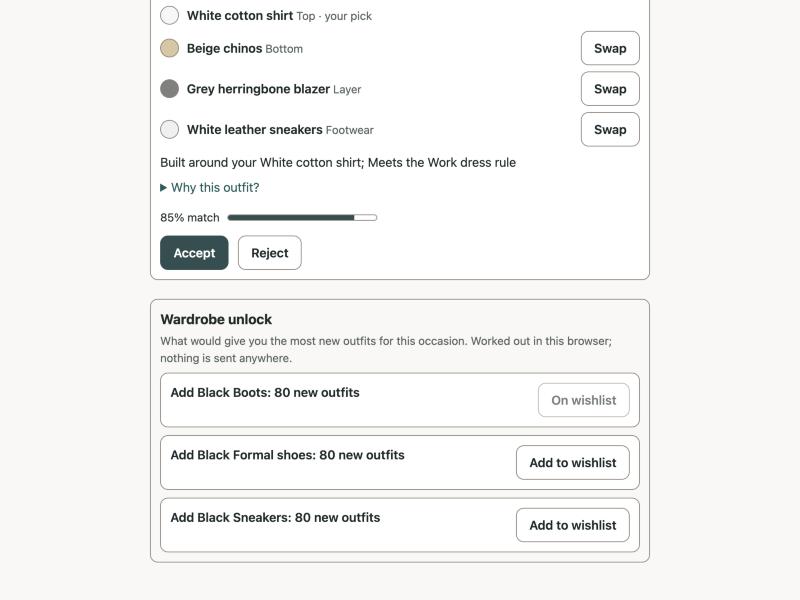 White cotton shirt Top · your pick
Beige chinos Bottom
Swap
Grey herringbone blazer Layer
Swap
White leather sneakers Footwear
Swap
Built around your White cotton shirt; Meets the Work dress rule
Why this outfit?
85% match
Accept
Reject
Wardrobe unlock
What would give you the most new outfits for this occasion. Worked out in this browser;
nothing is sent anywhere.
Add Black Boots: 80 new outfits
On wishlist
Add Black Formal shoes: 80 new outfits
Add to wishlist
Add Black Sneakers: 80 new outfits
Add to wishlist